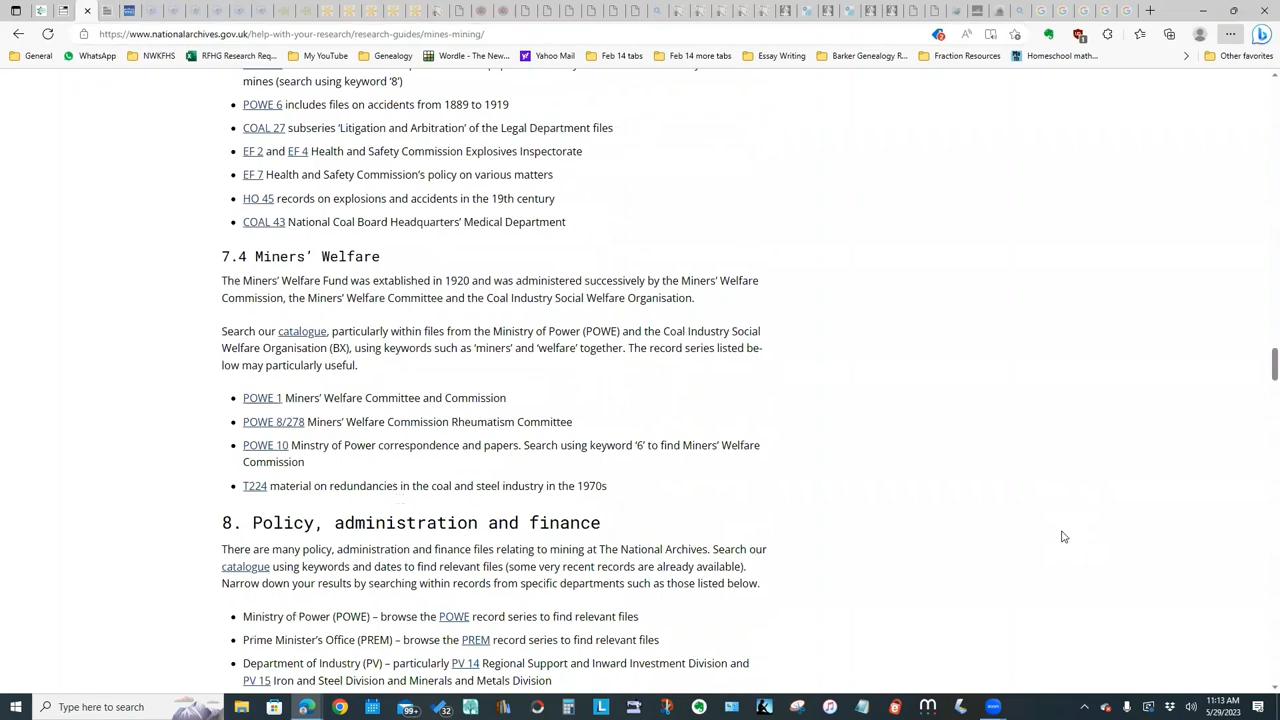 https://www.nationalarchives.gov.uk/help-with-your-research/research-guides/mines-mining/
General WhatsApp NWKFHS RFHG Research Req... My YouTube Genealogy Wordle - The New... Yahoo Mail Feb 14 tabs Feb 14 more tabs Essay Writing Barker Genealogy R... Fraction Resources Homeschool math... Other favorites
mines (search using keyword ‘8’)
POWE 6 includes files on accidents from 1889 to 1919
COAL 27 subseries ‘Litigation and Arbitration’ of the Legal Department files
EF 2 and EF 4 Health and Safety Commission Explosives Inspectorate
EF 7 Health and Safety Commission’s policy on various matters
HO 45 records on explosions and accidents in the 19th century
COAL 43 National Coal Board Headquarters’ Medical Department
7.4 Miners’ Welfare
The Miners’ Welfare Fund was extablished in 1920 and was administered successively by the Miners’ Welfare
Commission, the Miners’ Welfare Committee and the Coal Industry Social Welfare Organisation.
Search our catalogue, particularly within files from the Ministry of Power (POWE) and the Coal Industry Social
Welfare Organisation (BX), using keywords such as ‘miners’ and ‘welfare’ together. The record series listed be-
low may particularly useful.
POWE 1 Miners’ Welfare Committee and Commission
POWE 8/278 Miners’ Welfare Commission Rheumatism Committee
POWE 10 Minstry of Power correspondence and papers. Search using keyword ‘6’ to find Miners’ Welfare
Commission
T224 material on redundancies in the coal and steel industry in the 1970s
8. Policy, administration and finance
There are many policy, administration and finance files relating to mining at The National Archives. Search our
catalogue using keywords and dates to find relevant files (some very recent records are already available).
Narrow down your results by searching within records from specific departments such as those listed below.
Ministry of Power (POWE) – browse the POWE record series to find relevant files
Prime Minister’s Office (PREM) – browse the PREM record series to find relevant files
Department of Industry (PV) – particularly PV 14 Regional Support and Inward Investment Division and
PV 15 Iron and Steel Division and Minerals and Metals Division
Type here to search
99+
32
11:13 AM
5/29/2023